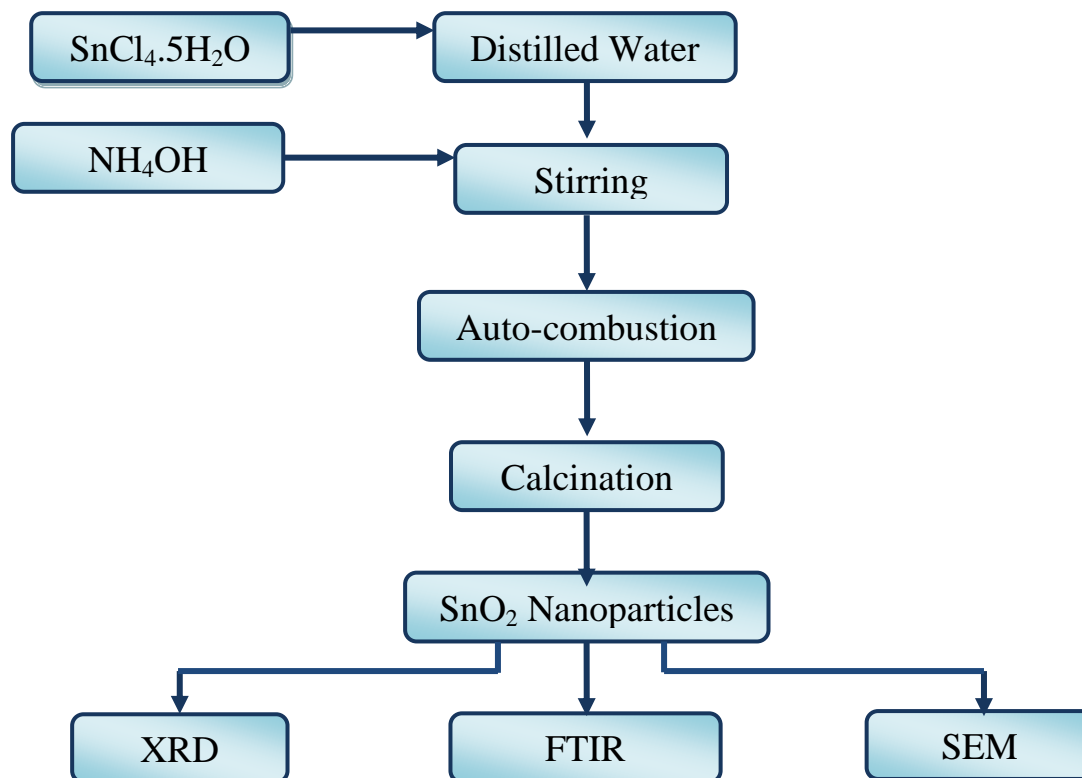 SnCl₄.5H₂O
Distilled Water
NH₄OH
Stirring
Auto-combustion
Calcination
SnO₂ Nanoparticles
XRD
FTIR
SEM